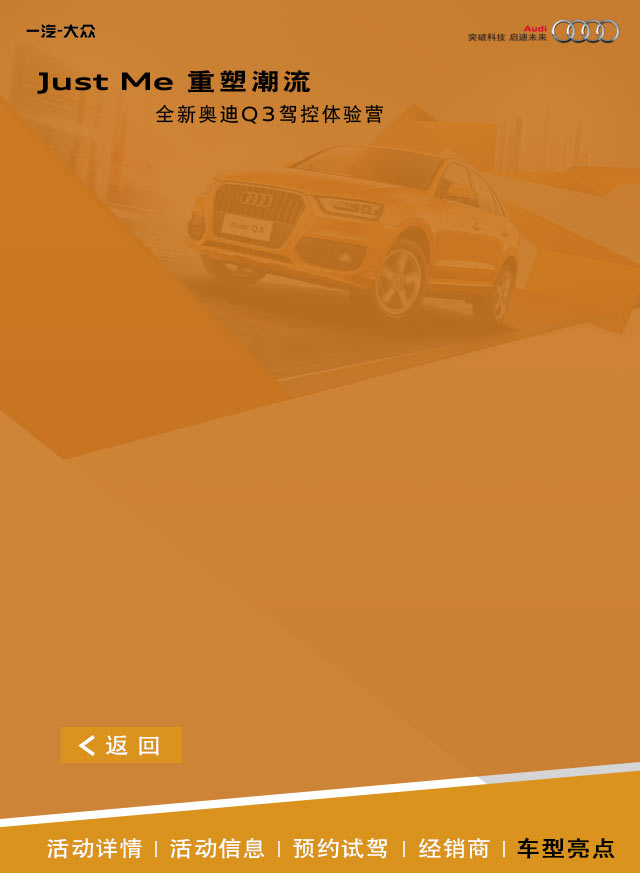 一汽-大众
Audi
突破科技 启迪未来
Just Me 重塑潮流
全新奥迪Q3驾控体验营
Audi Q3
返回
活动详情 | 活动信息 | 预约试驾 | 经销商 | 车型亮点